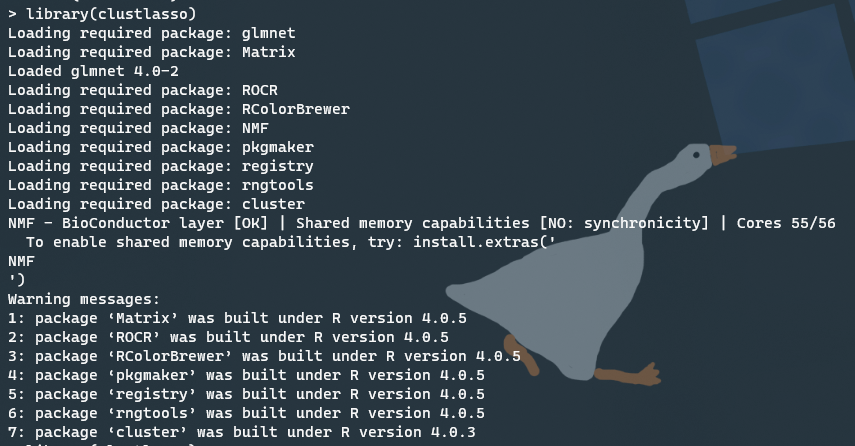 > library(clustlasso)
Loading required package: glmnet
Loading required package: Matrix
Loaded glmnet 4.0-2
Loading required package: ROCR
Loading required package: RColorBrewer
Loading required package: NMF
Loading required package: pkgmaker
Loading required package: registry
Loading required package: rngtools
Loading required package: cluster
NMF - BioConductor layer [OK] | Shared memory capabilities [NO: synchronicity] | Cores 55/56
  To enable shared memory capabilities, try: install.extras('
NMF
')
Warning messages:
1: package ‘Matrix’ was built under R version 4.0.5
2: package ‘ROCR’ was built under R version 4.0.5
3: package ‘RColorBrewer’ was built under R version 4.0.5
4: package ‘pkgmaker’ was built under R version 4.0.5
5: package ‘registry’ was built under R version 4.0.5
6: package ‘rngtools’ was built under R version 4.0.5
7: package ‘cluster’ was built under R version 4.0.3